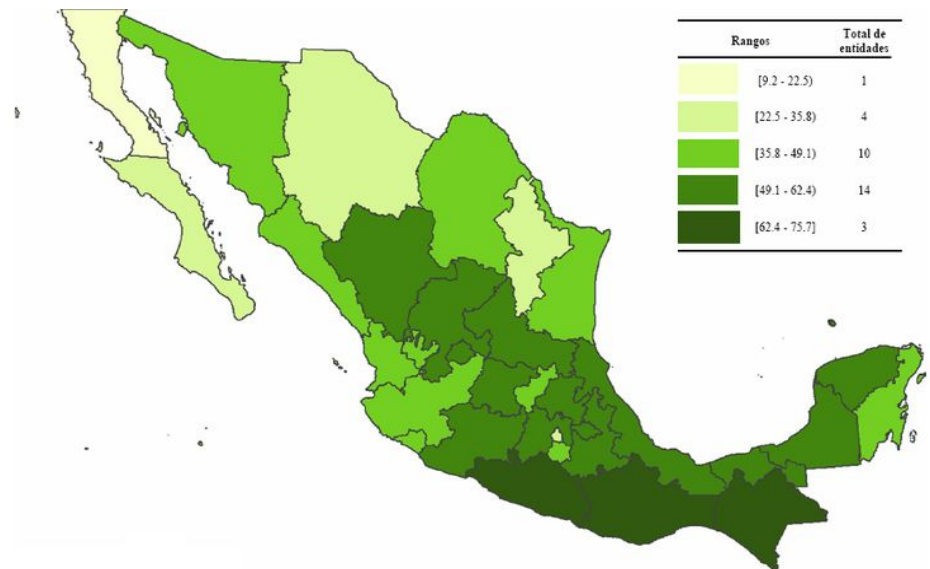 Rangos Total de entidades
[9.2 - 22.5) 1
[22.5 - 35.8) 4
[35.8 - 49.1) 10
[49.1 - 62.4) 14
[62.4 - 75.7] 3